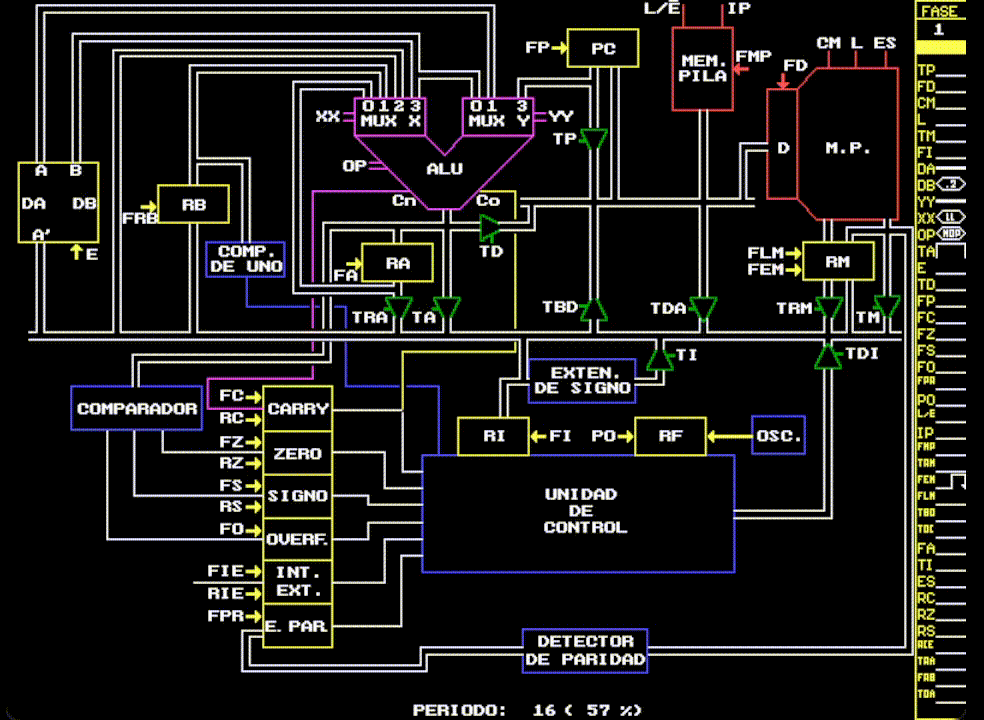 L/E IP
FASE
1
FP PC
MEM.
PILA
FMP
CM L ES
FD
0 1 2 3
MUX X
0 1 3
MUX Y
XX
YY
TP
OP
ALU
D
M.P.
A B
DA DB
A'
E
FRB
RB
COMP.
DE UNO
Cn
Co
TD
FA
RA
FLM
FEM
RM
TRA
TA
TBD
TDA
TRM
TM
TI
TDI
EXTEN.
DE SIGNO
COMPARADOR
FC
RC
CARRY
FZ
RZ
ZERO
FS
RS
SIGNO
FO
OVERF.
FIE
RIE
INT.
EXT.
FPR
E. PAR.
RI
FI
PO
RF
OSC.
UNIDAD
DE
CONTROL
DETECTOR
DE PARIDAD
PERIODO: 16 ( 57 %)
TP
FD
CM
L
TM
FI
DA
DB
YY
XX LL
OP NOP
TA
E
TD
FP
FC
FZ
FS
FO
FPR
PO
L/E
IP
FMP
TRM
FEM
FLM
TBD
TDI
FA
TI
ES
RC
RZ
RS
TRA
FRB
TDA